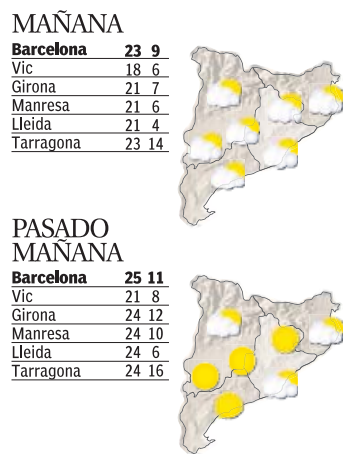 MAÑANA
Barcelona 23 9
Vic 18 6
Girona 21 7
Manresa 21 6
Lleida 21 4
Tarragona 23 14
PASADO
MAÑANA
Barcelona 25 11
Vic 21 8
Girona 24 12
Manresa 24 10
Lleida 24 6
Tarragona 24 16